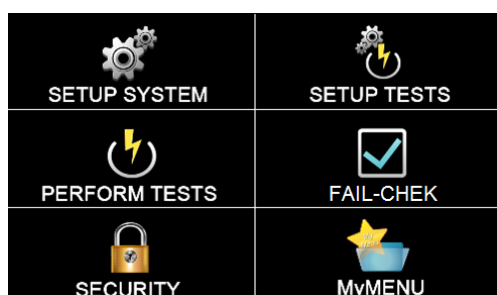 SETUP SYSTEM
SETUP TESTS
PERFORM TESTS
FAIL-CHEK
SECURITY
MyMENU